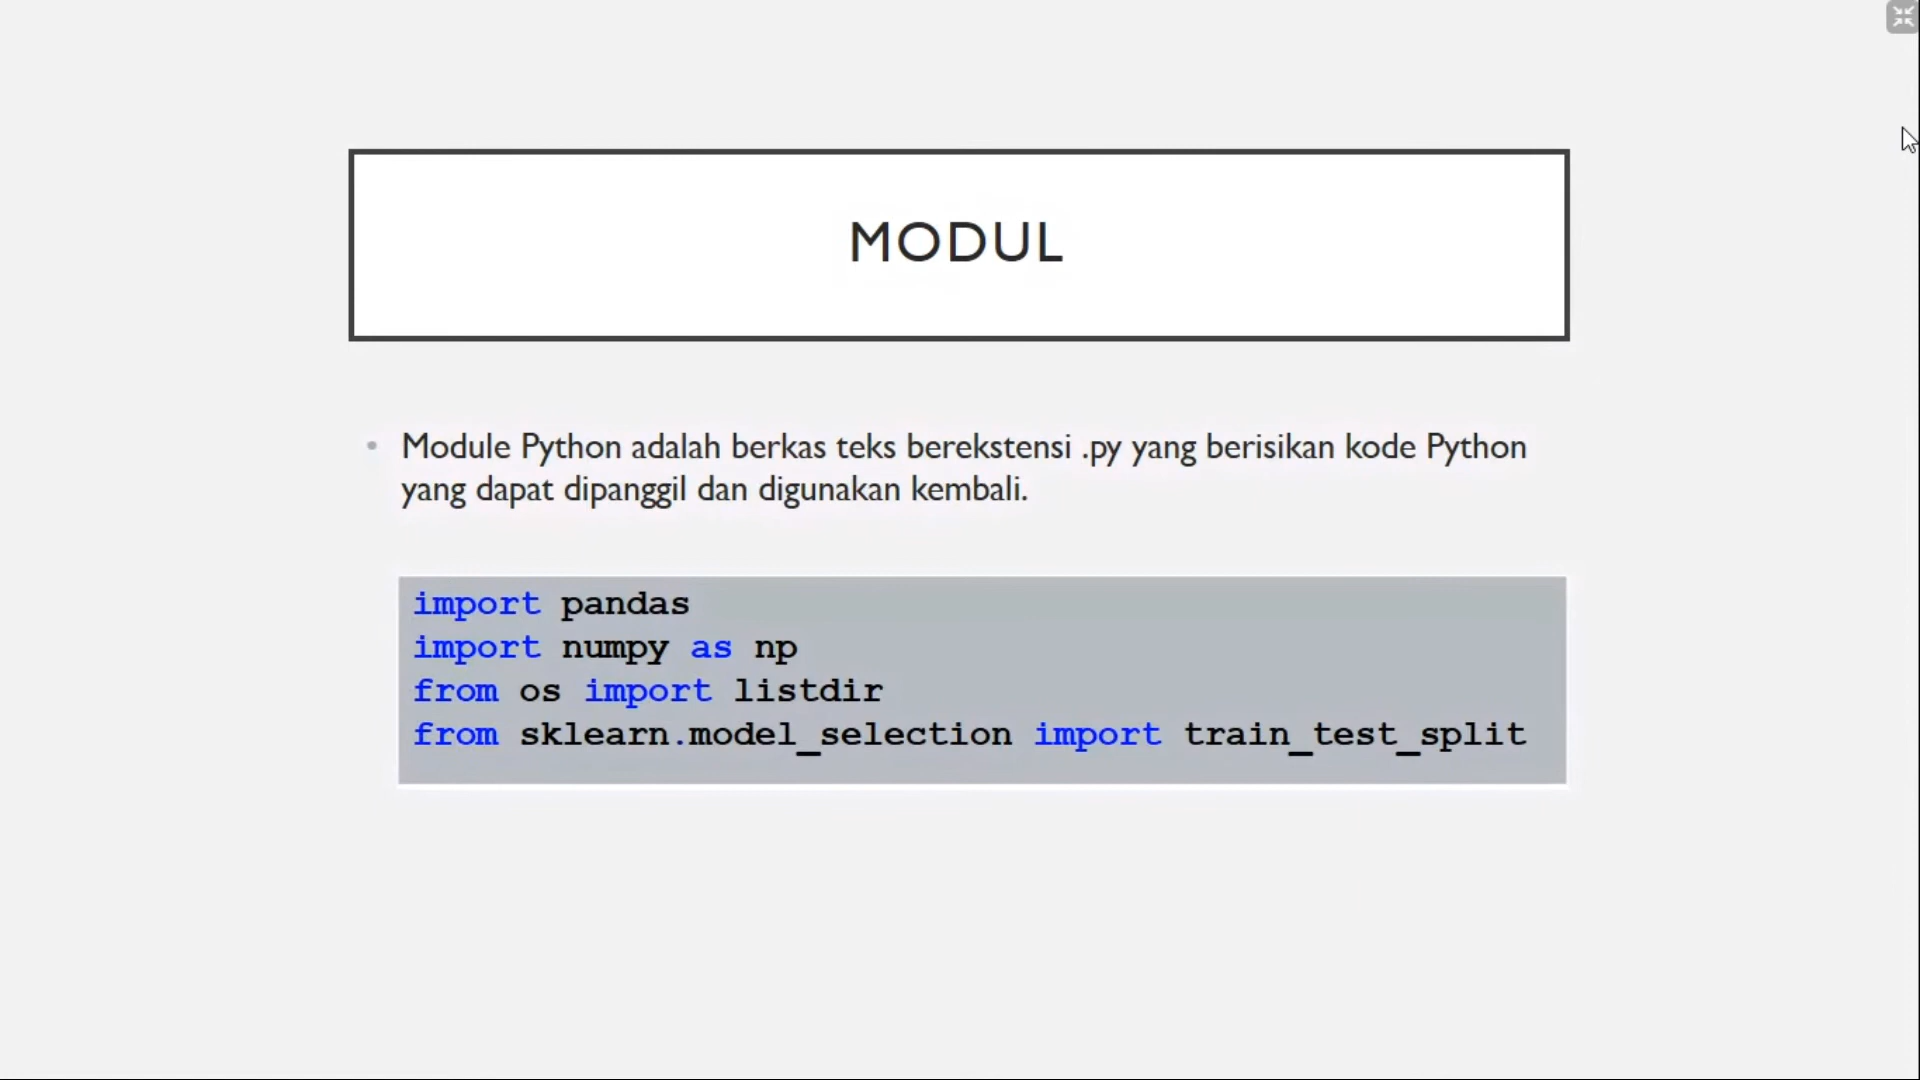 MODUL
• Module Python adalah berkas teks berekstensi .py yang berisikan kode Python
yang dapat dipanggil dan digunakan kembali.
import pandas
import numpy as np
from os import listdir
from sklearn.model_selection import train_test_split